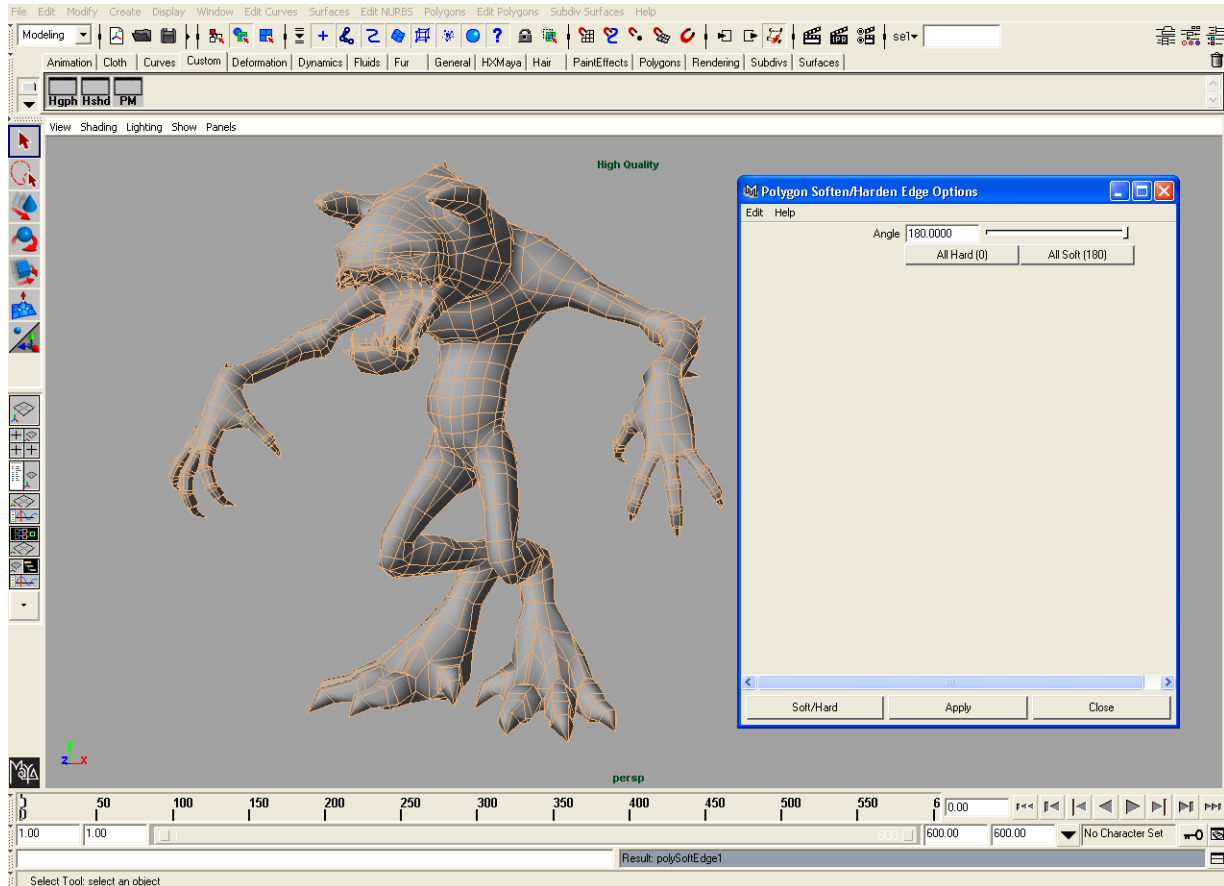 File Edit Modify Create Display Window Edit Curves Surfaces Edit NURBS Polygons Edit Polygons Subdiv Surfaces Help
Modeling sel
Animation Cloth Curves Custom Deformation Dynamics Fluids Fur General HXMaya Hair PaintEffects Polygons Rendering Subdivs Surfaces
Hgph Hshd PM
View Shading Lighting Show Panels
High Quality
Polygon Soften/Harden Edge Options
Edit Help
Angle 180.0000
All Hard (0) All Soft (180)
Soft/Hard Apply Close
y
z x
MAYA
persp
50 100 150 200 250 300 350 400 450 500 550 6 0.00
1.00 1.00 1 600 600.00 600.00 No Character Set
Result: polySoftEdge1
Select Tool: select an object